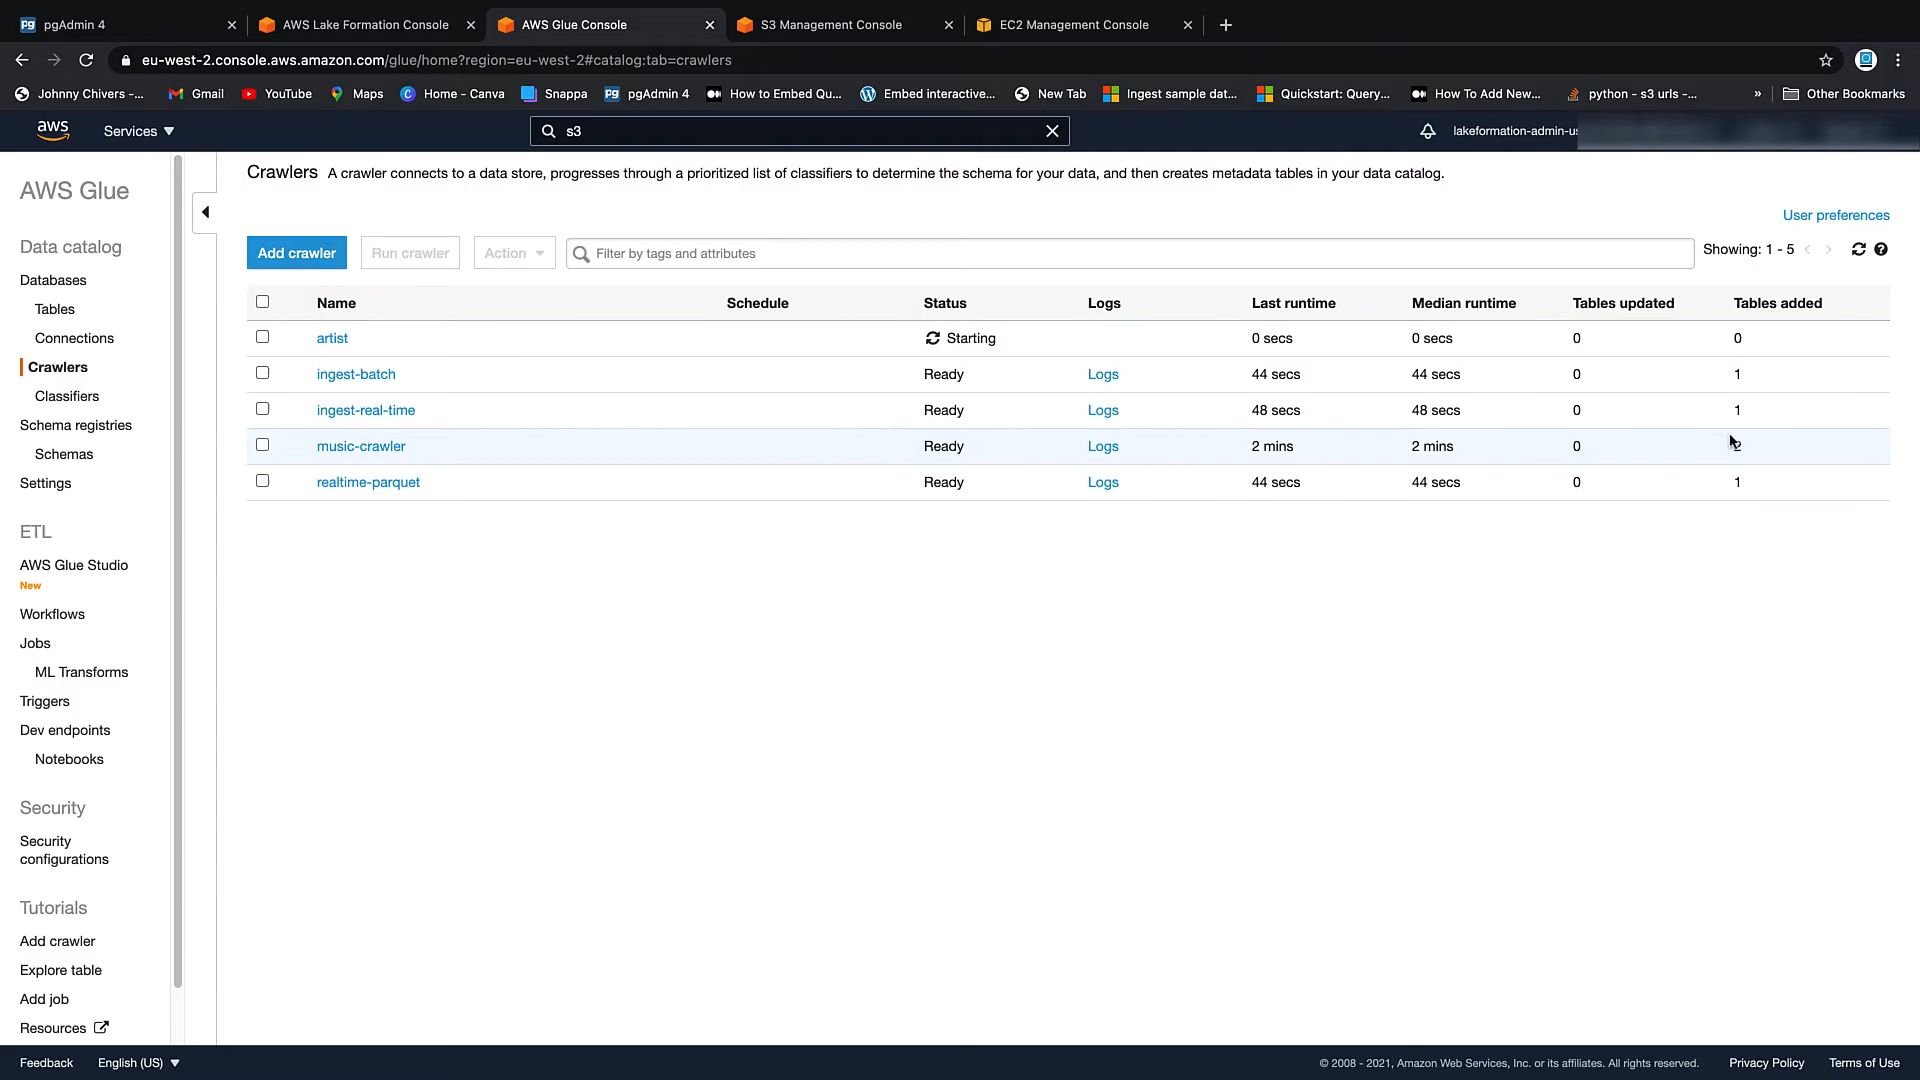 pgAdmin 4
AWS Lake Formation Console
AWS Glue Console
S3 Management Console
EC2 Management Console
eu-west-2.console.aws.amazon.com/glue/home?region=eu-west-2#catalog:tab=crawlers
Johnny Chivers -... Gmail YouTube Maps Home - Canva Snappa pgAdmin 4 How to Embed Qu... Embed interactive... New Tab Ingest sample dat... Quickstart: Query... How To Add New... python - s3 urls -... » Other Bookmarks
aws Services s3 lakeformation-admin-us
AWS Glue
Data catalog
Databases
Tables
Connections
Crawlers
Classifiers
Schema registries
Schemas
Settings
ETL
AWS Glue Studio
New
Workflows
Jobs
ML Transforms
Triggers
Dev endpoints
Notebooks
Security
Security
configurations
Tutorials
Add crawler
Explore table
Add job
Resources
Crawlers A crawler connects to a data store, progresses through a prioritized list of classifiers to determine the schema for your data, and then creates metadata tables in your data catalog.
User preferences
Add crawler Run crawler Action Filter by tags and attributes Showing: 1 - 5
Name Schedule Status Logs Last runtime Median runtime Tables updated Tables added
artist Starting 0 secs 0 secs 0 0
ingest-batch Ready Logs 44 secs 44 secs 0 1
ingest-real-time Ready Logs 48 secs 48 secs 0 1
music-crawler Ready Logs 2 mins 2 mins 0 2
realtime-parquet Ready Logs 44 secs 44 secs 0 1
Feedback English (US) © 2008 - 2021, Amazon Web Services, Inc. or its affiliates. All rights reserved. Privacy Policy Terms of Use